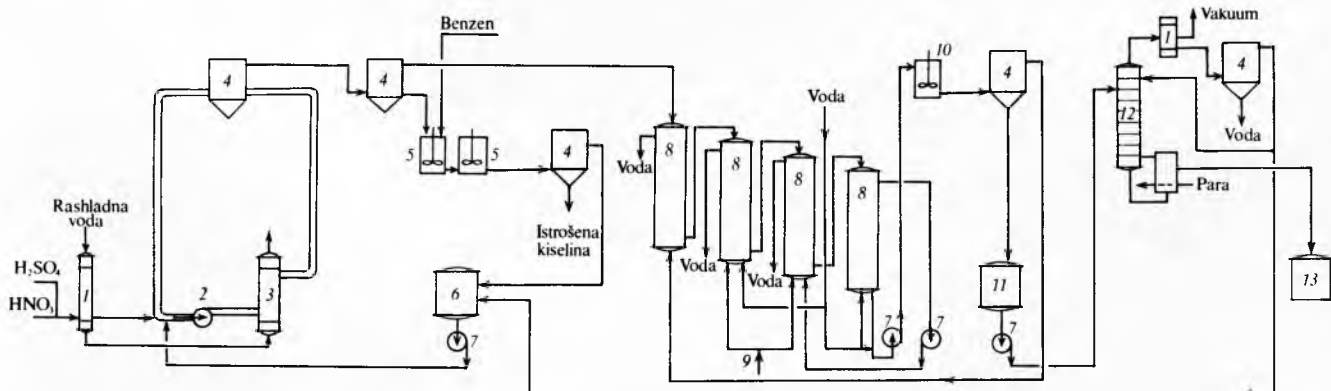 Benzen
Vakuum
1
4
4
4
10
4
12
Voda
Voda
5
5
4
8
Voda
8
8
8
Para
Rashladna
voda
Istrošena
kiselina
Voda
Voda
H₂SO₄
HNO₃
1
2
3
6
7
9
7
7
11
7
13